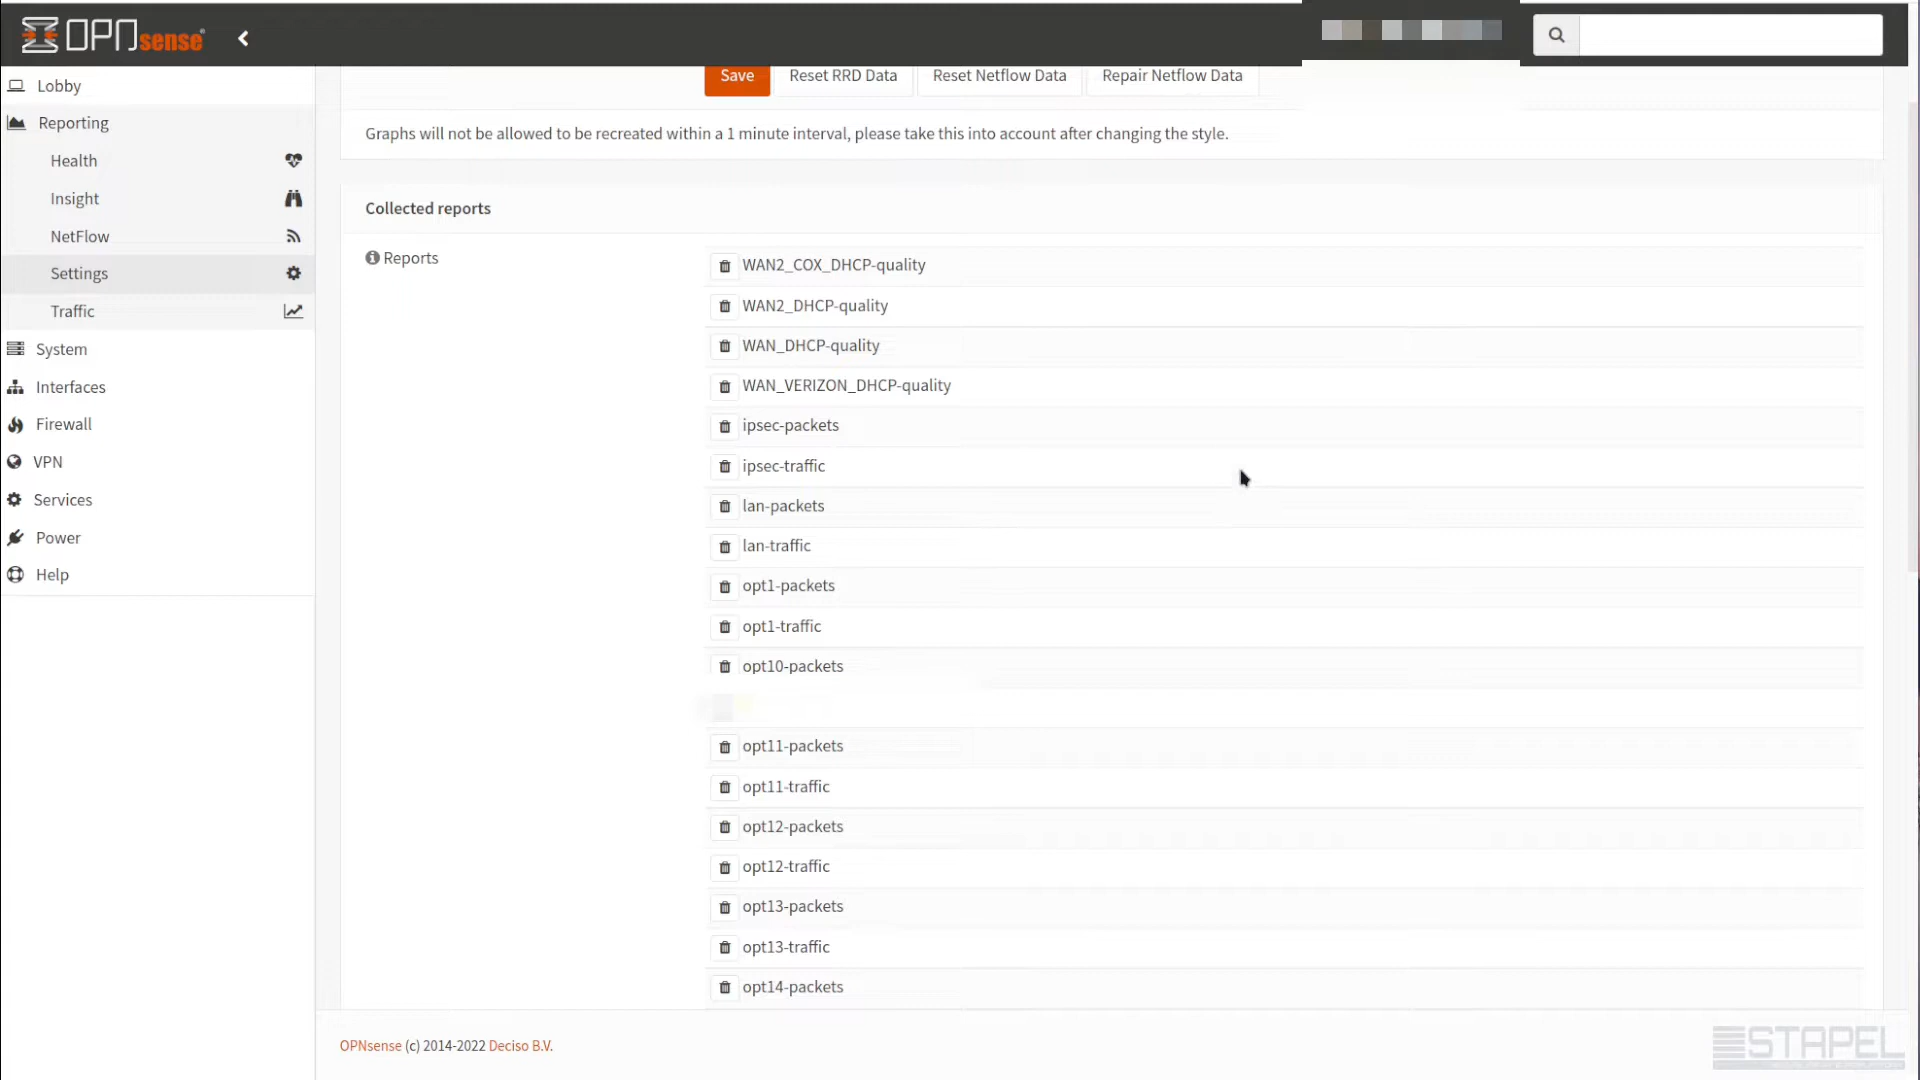 OPNsense
Save
Reset RRD Data
Reset Netflow Data
Repair Netflow Data
Lobby
Reporting
Health
Insight
NetFlow
Settings
Traffic
System
Interfaces
Firewall
VPN
Services
Power
Help
Graphs will not be allowed to be recreated within a 1 minute interval, please take this into account after changing the style.
Collected reports
Reports
WAN2_COX_DHCP-quality
WAN2_DHCP-quality
WAN_DHCP-quality
WAN_VERIZON_DHCP-quality
ipsec-packets
ipsec-traffic
lan-packets
lan-traffic
opt1-packets
opt1-traffic
opt10-packets
opt11-packets
opt11-traffic
opt12-packets
opt12-traffic
opt13-packets
opt13-traffic
opt14-packets
OPNsense (c) 2014-2022 Deciso B.V.
STAPEL